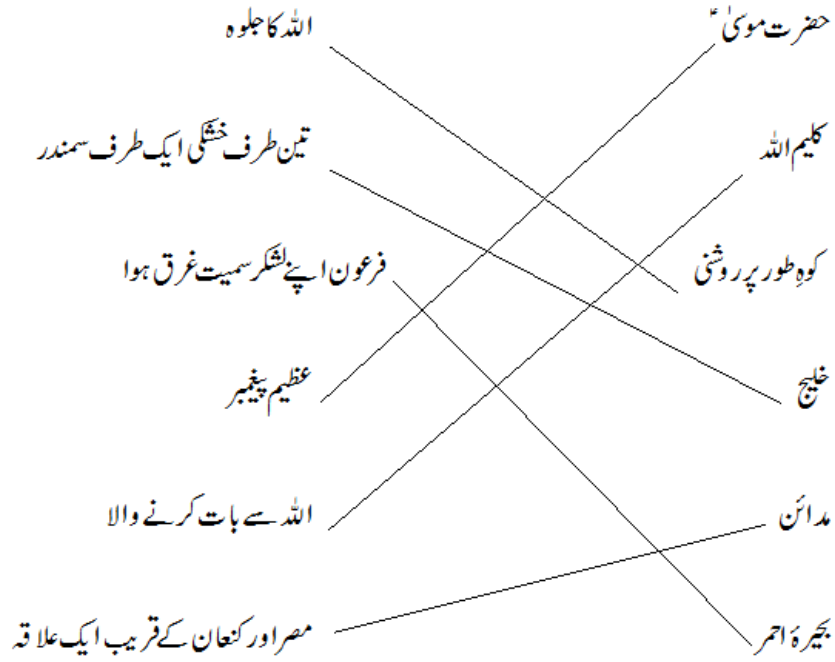 حضرت موسیٰ ؑ اللہ کا جلوہ
کلیم اللہ تین طرف خشکی ایک طرف سمندر
کوہِ طور پر روشنی فرعون اپنے لشکر سمیت غرق ہوا
خلیج عظیم پیغمبر
مدائن اللہ سے بات کرنے والا
بحیرۂ احمر مصر اور کنعان کے قریب ایک علاقہ